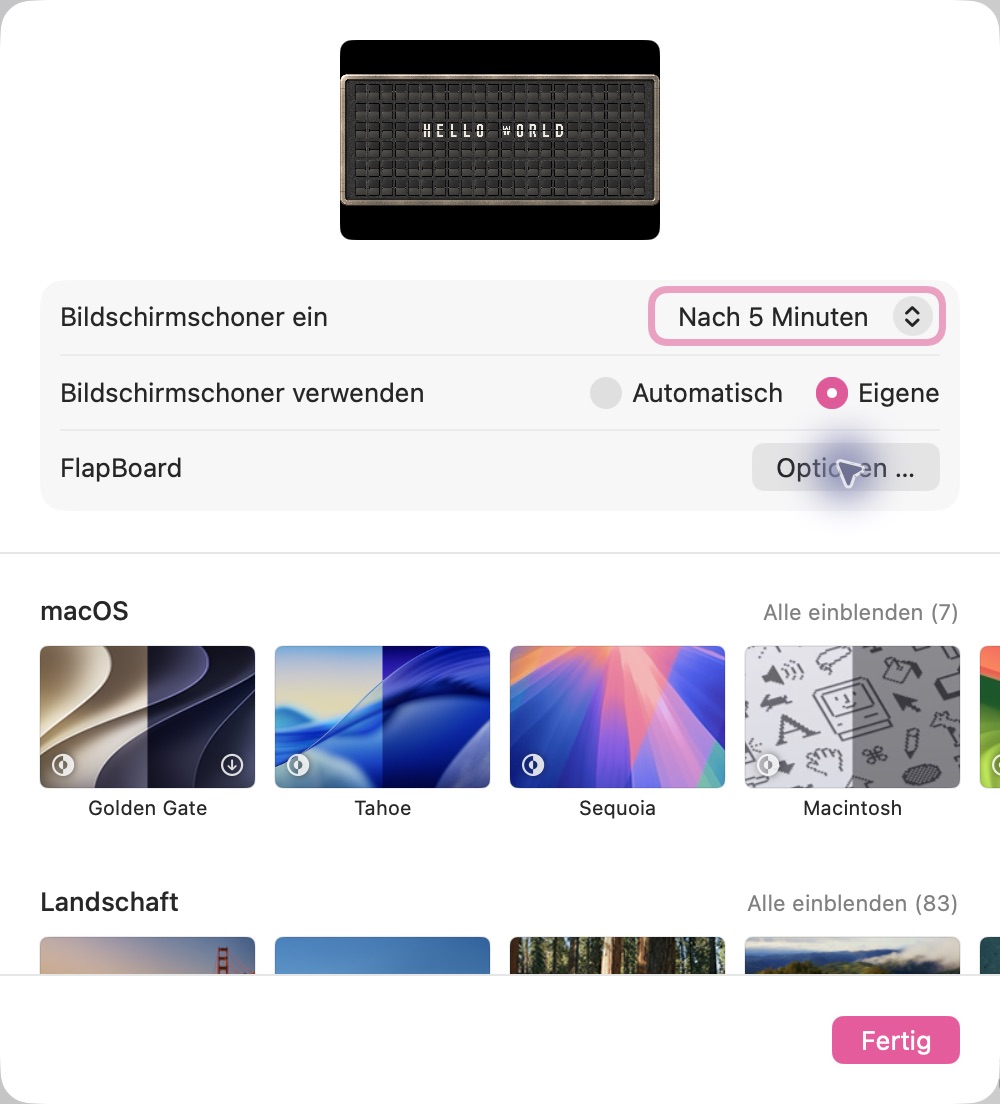 HELLO WORLD
Bildschirmschoner ein
Nach 5 Minuten
Bildschirmschoner verwenden
Automatisch
Eigene
FlapBoard
Optionen ...
macOS
Alle einblenden (7)
Golden Gate
Tahoe
Sequoia
Macintosh
Landschaft
Alle einblenden (83)
Fertig